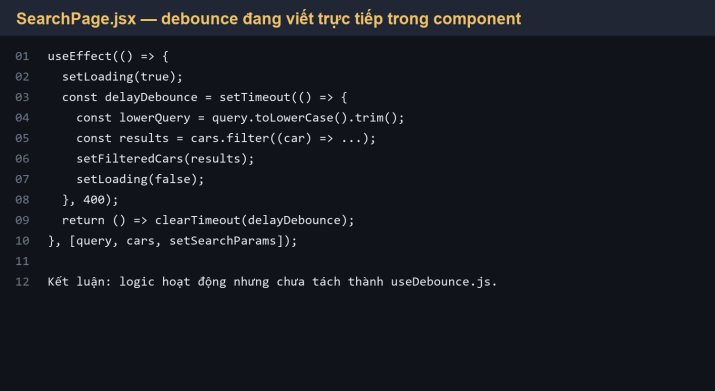 SearchPage.jsx — debounce đang viết trực tiếp trong component
01 useEffect(() => {
02   setLoading(true);
03   const delayDebounce = setTimeout(() => {
04     const lowerQuery = query.toLowerCase().trim();
05     const results = cars.filter((car) => ...);
06     setFilteredCars(results);
07     setLoading(false);
08   }, 400);
09   return () => clearTimeout(delayDebounce);
10 }, [query, cars, setSearchParams]);
11
12 Kết luận: logic hoạt động nhưng chưa tách thành useDebounce.js.